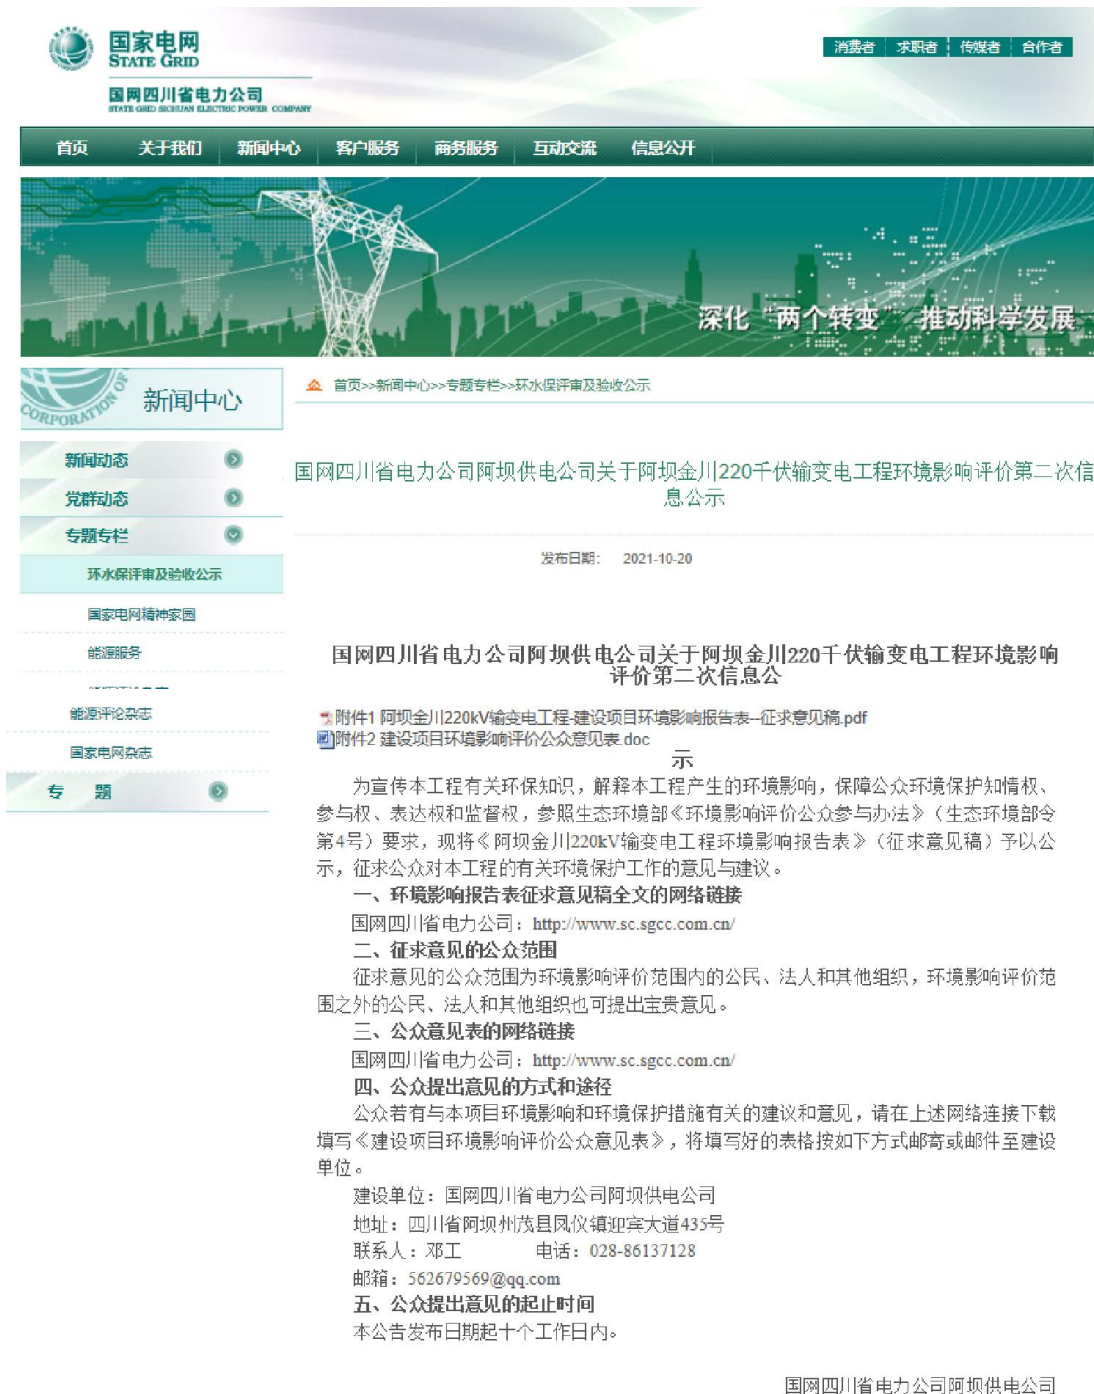 国家电网
STATE GRID
国网四川省电力公司
STATE GRID SICHUAN ELECTRIC POWER COMPANY
消费者 求职者 传媒者 合作者
首页 关于我们 新闻中心 客户服务 商务服务 互动交流 信息公开
深化“两个转变” 推动科学发展
CORPORATION OF
新闻中心
首页>>新闻中心>>专题专栏>>环水保评审及验收公示
新闻动态
党群动态
专题专栏
环水保评审及验收公示
国家电网精神家园
能源服务
能源评论杂志
国家电网杂志
专 题
国网四川省电力公司阿坝供电公司关于阿坝金川220千伏输变电工程环境影响评价第二次信
息公示
发布日期: 2021-10-20
国网四川省电力公司阿坝供电公司关于阿坝金川220千伏输变电工程环境影响
评价第二次信息公
附件1 阿坝金川220kV输变电工程-建设项目环境影响报告表--征求意见稿.pdf
附件2 建设项目环境影响评价公众意见表.doc
示
为宣传本工程有关环保知识，解释本工程产生的环境影响，保障公众环境保护知情权、
参与权、表达权和监督权，参照生态环境部《环境影响评价公众参与办法》（生态环境部令
第4号）要求，现将《阿坝金川220kV输变电工程环境影响报告表》（征求意见稿）予以公
示，征求公众对本工程的有关环境保护工作的意见与建议。
一、环境影响报告表征求意见稿全文的网络链接
国网四川省电力公司：http://www.sc.sgcc.com.cn/
二、征求意见的公众范围
征求意见的公众范围为环境影响评价范围内的公民、法人和其他组织，环境影响评价范
围之外的公民、法人和其他组织也可提出宝贵意见。
三、公众意见表的网络链接
国网四川省电力公司：http://www.sc.sgcc.com.cn/
四、公众提出意见的方式和途径
公众若有与本项目环境影响和环境保护措施有关的建议和意见，请在上述网络连接下载
填写《建设项目环境影响评价公众意见表》，将填写好的表格按如下方式邮寄或邮件至建设
单位。
建设单位：国网四川省电力公司阿坝供电公司
地址：四川省阿坝州茂县凤仪镇迎宾大道435号
联系人：邓工 电话：028-86137128
邮箱：562679569@qq.com
五、公众提出意见的起止时间
本公告发布日期起十个工作日内。
国网四川省电力公司阿坝供电公司